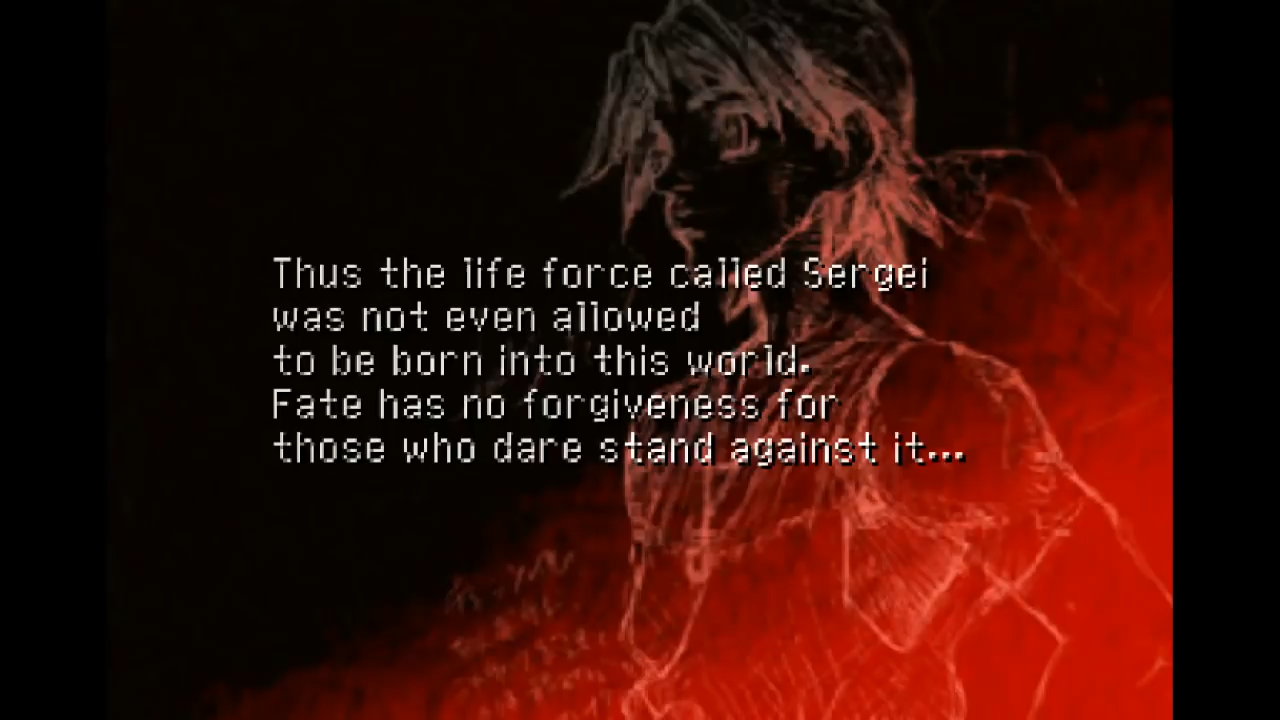 Thus the life force called Sergei
was not even allowed
to be born into this world.
Fate has no forgiveness for
those who dare stand against it...